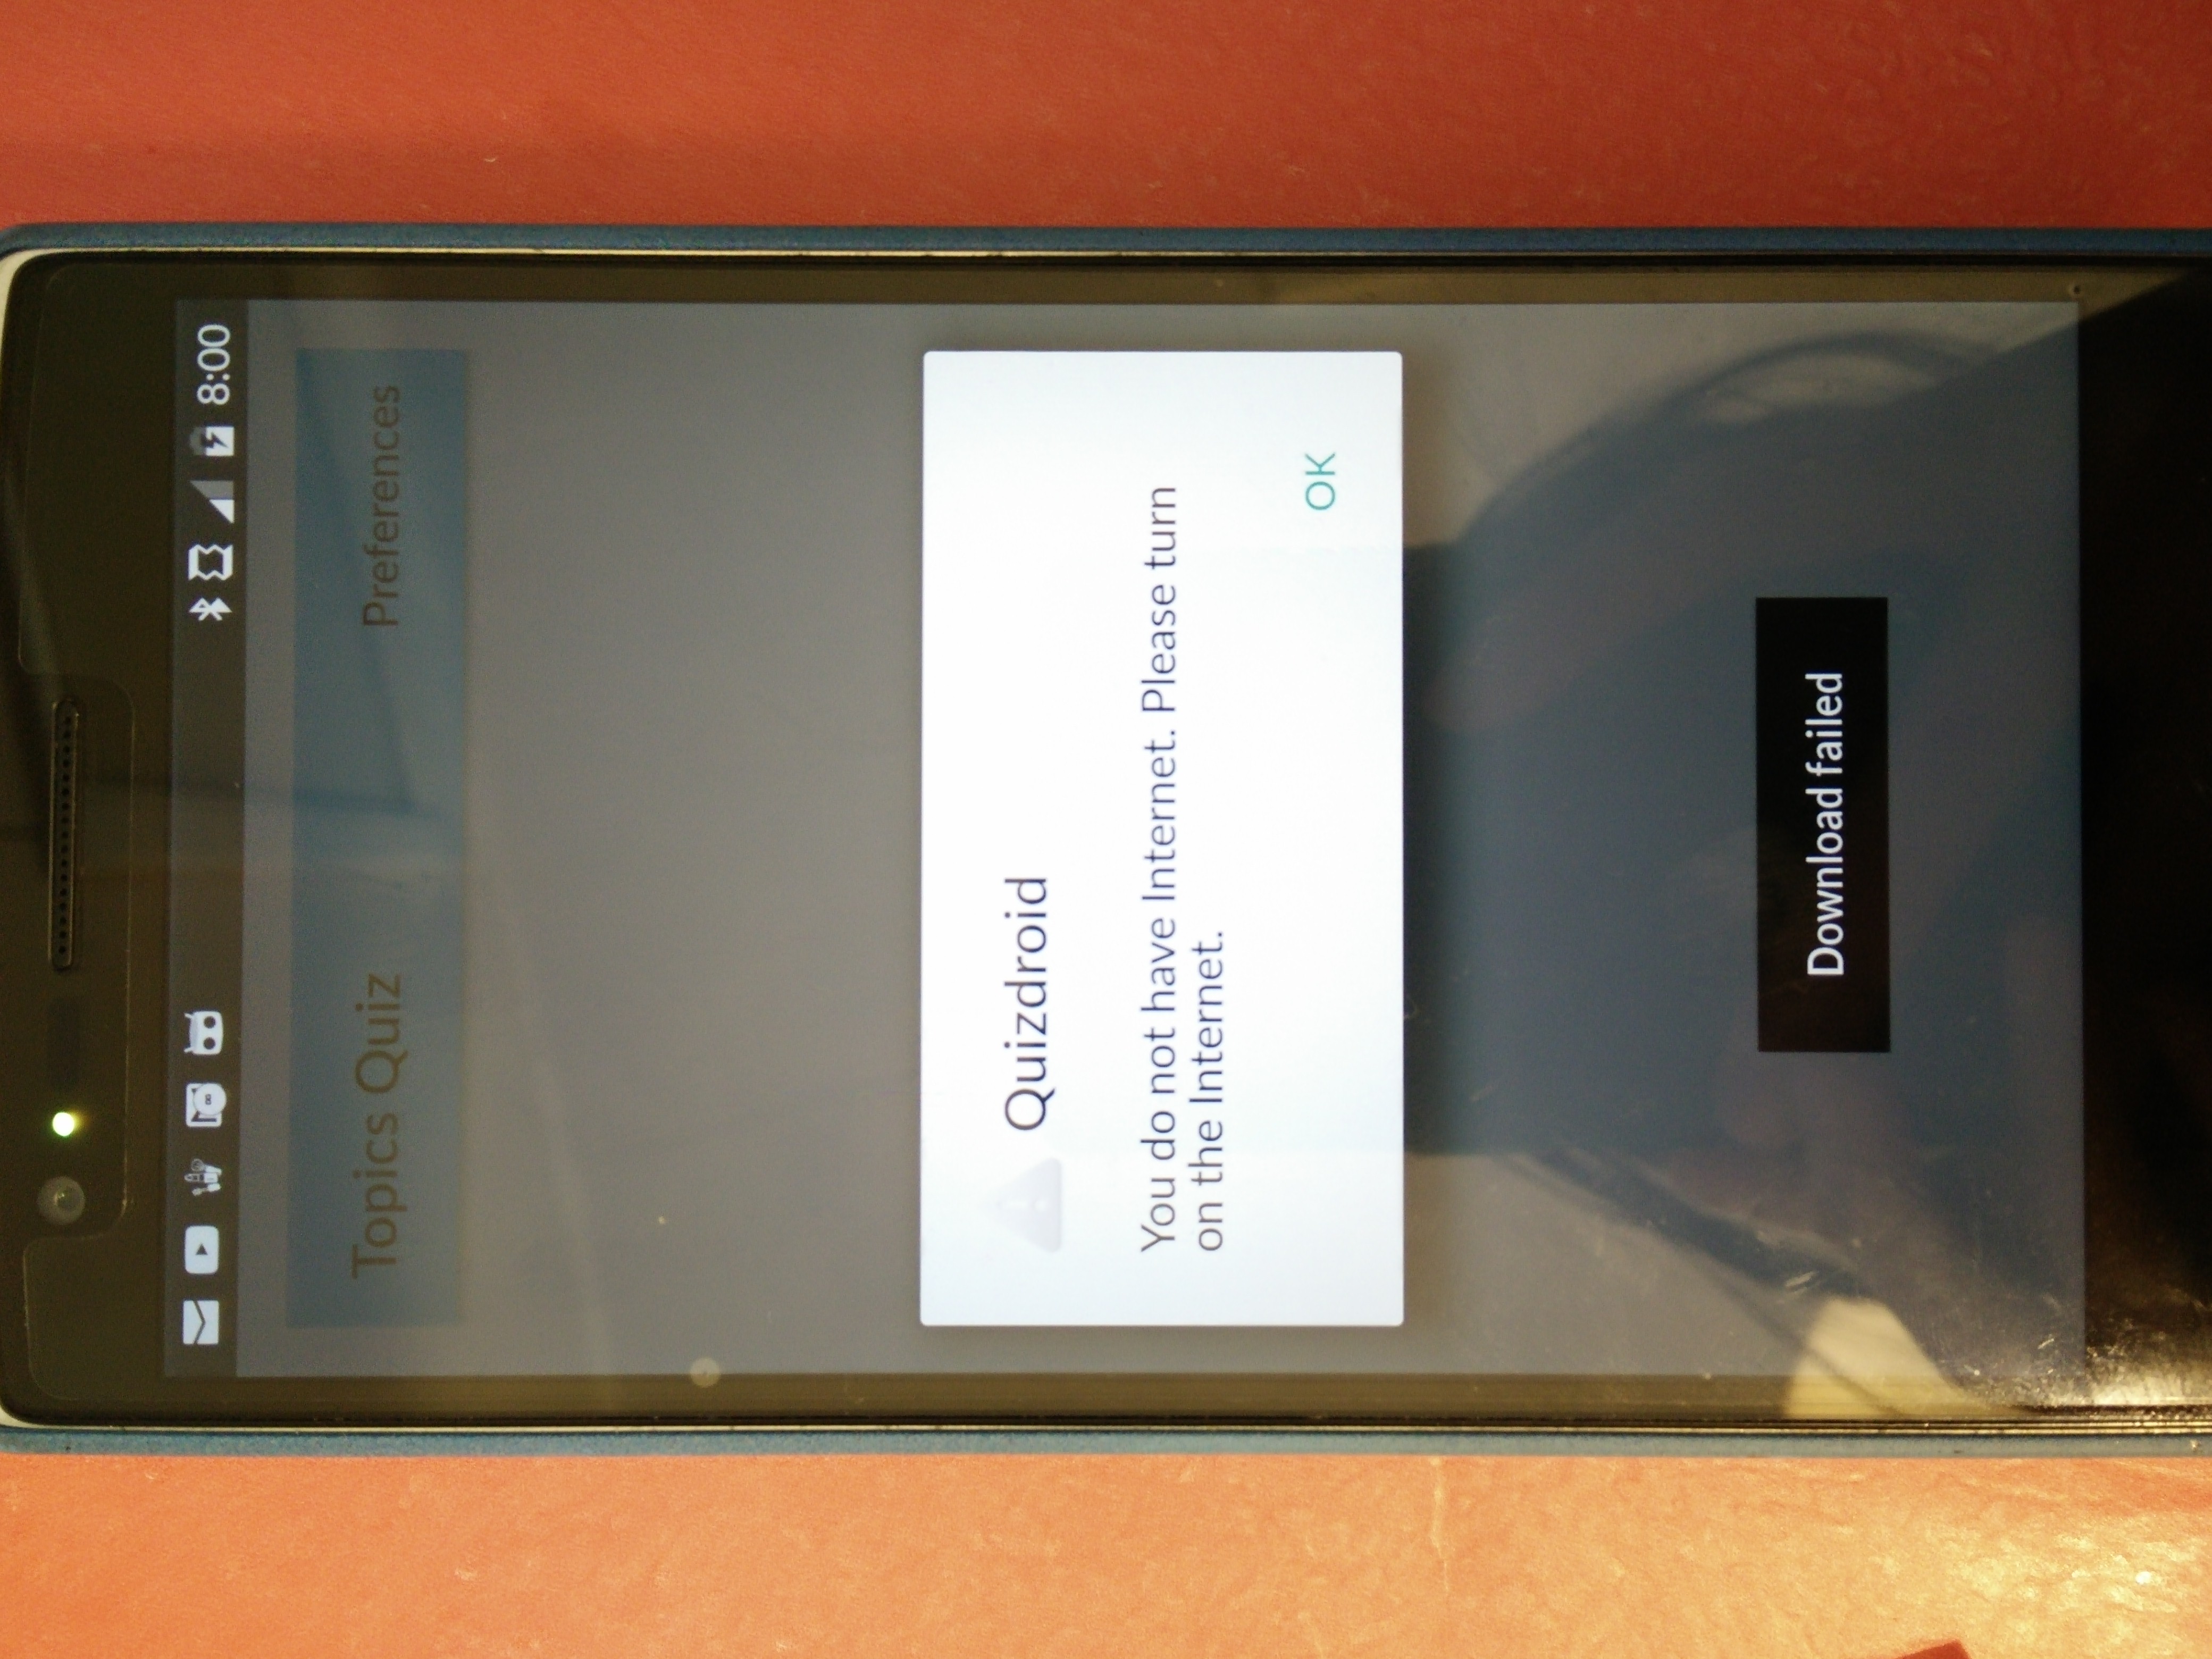 8:00
Topics Quiz Preferences
Quizdroid
You do not have Internet. Please turn
on the Internet.
OK
Download failed